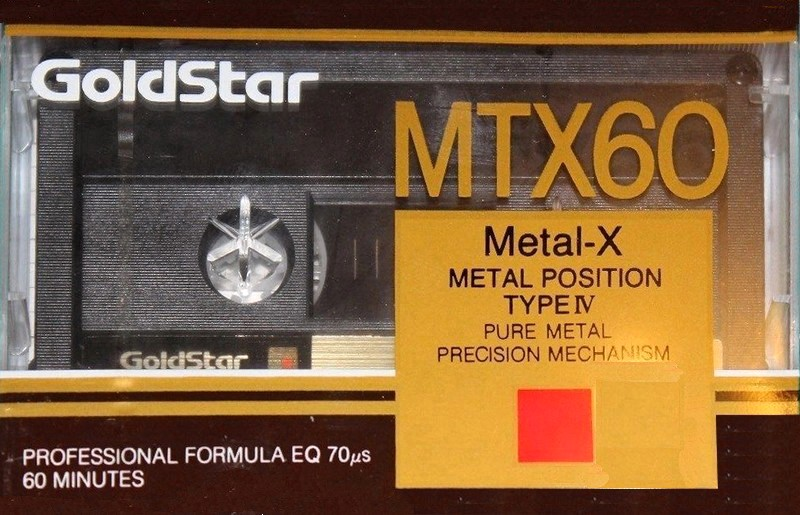 GoldStar
MTX60
Metal-X
METAL POSITION
TYPE IV
PURE METAL
PRECISION MECHANISM
GoldStar
PROFESSIONAL FORMULA EQ 70μs
60 MINUTES